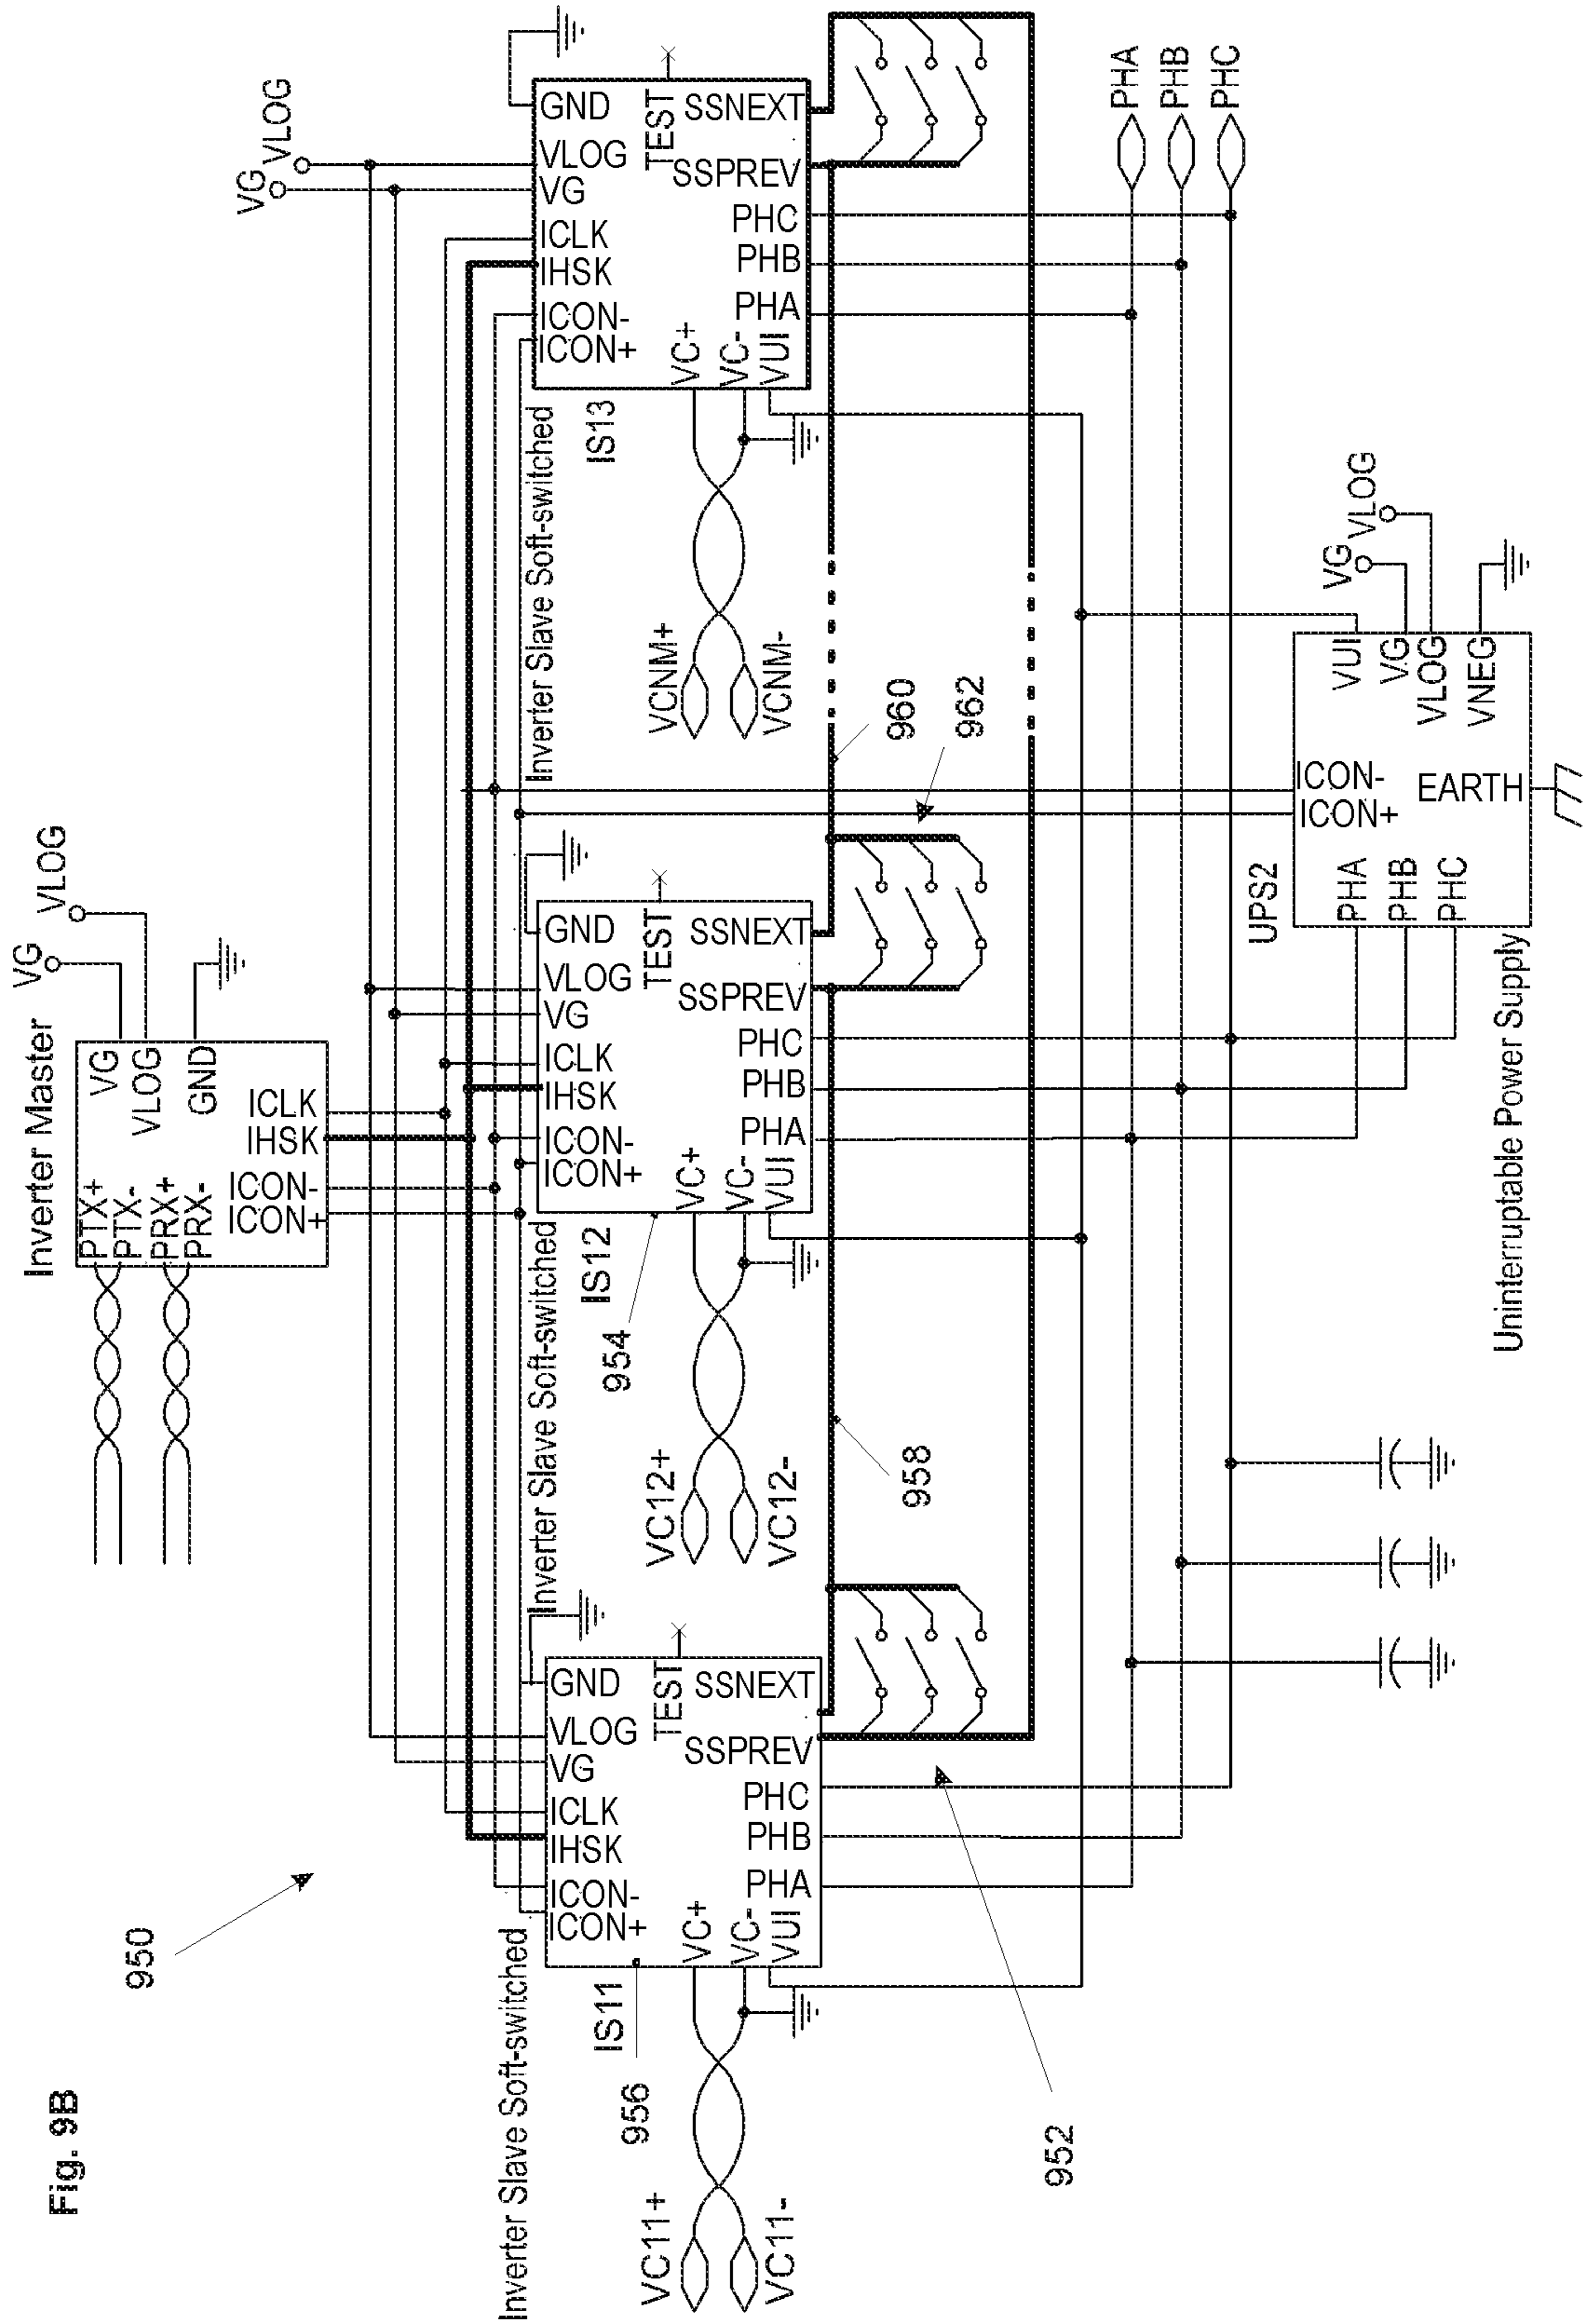 Fig. 9B
950
Inverter Master
VG
VLOG
VG
VLOG
GND
PTX+
PTX-
PRX+
PRX-
ICLK
IHSK
ICON-
ICON+
VG
VLOG
Inverter Slave Soft-switched
IS11
956
ICON+
ICON-
IHSK
ICLK
VG
VLOG
GND
TEST
SSNEXT
SSPREV
PHC
PHB
PHA
VC+
VC-
VUI
VC11+
VC11-
952
Inverter Slave Soft-switched
IS12
954
ICON+
ICON-
IHSK
ICLK
VG
VLOG
GND
TEST
SSNEXT
SSPREV
PHC
PHB
PHA
VC+
VC-
VUI
VC12+
VC12-
958
Inverter Slave Soft-switched
IS13
ICON+
ICON-
IHSK
ICLK
VG
VLOG
GND
TEST
SSNEXT
SSPREV
PHC
PHB
PHA
VC+
VC-
VUI
VCNM+
VCNM-
960
962
PHA
PHB
PHC
UPS2
ICON-
ICON+
PHA
PHB
PHC
EARTH
VUI
VG
VLOG
VNEG
VG
VLOG
Uninterruptable Power Supply